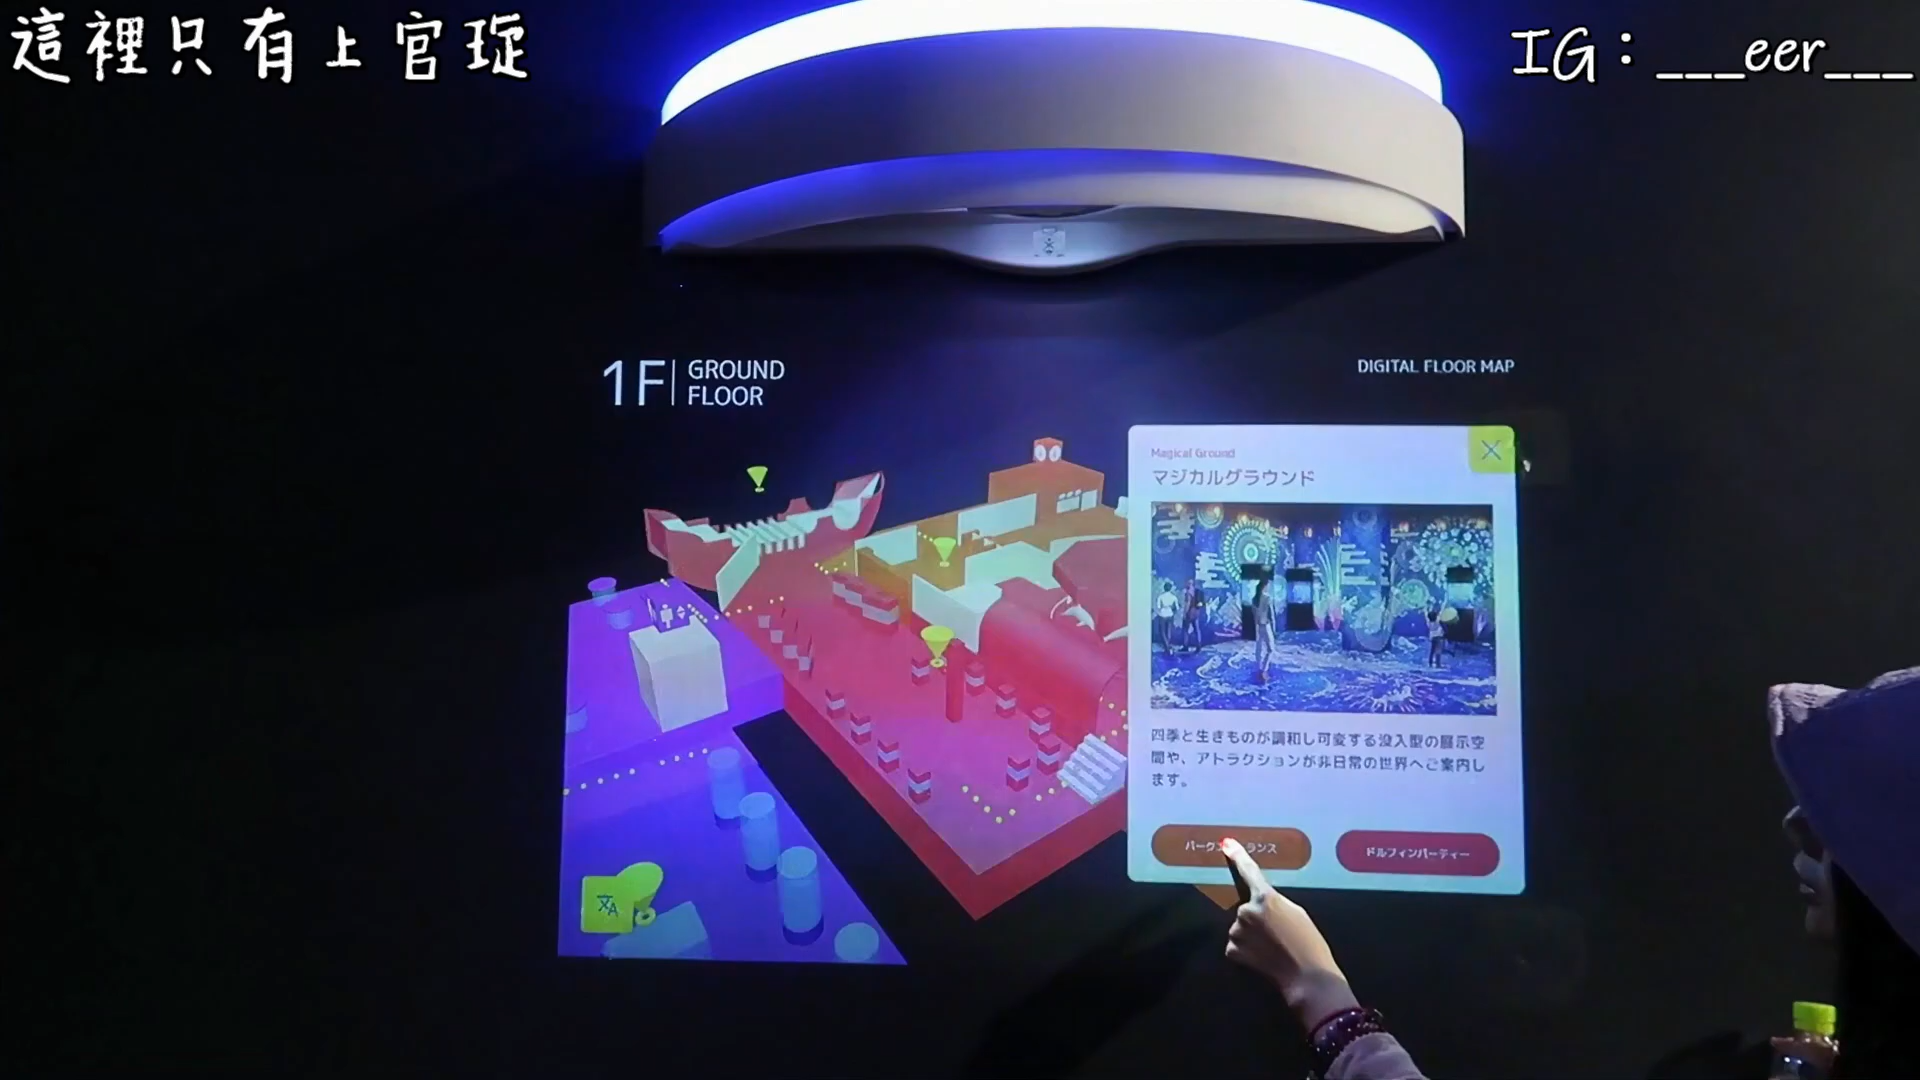 這裡只有上官琁
IG：___eer___
1F
GROUND
FLOOR
DIGITAL FLOOR MAP
Magical Ground
マジカルグラウンド
四季と生きものが調和し可変する没入型の展示空
間や、アトラクションが非日常の世界へご案内し
ます。
ドルフィンパーティー